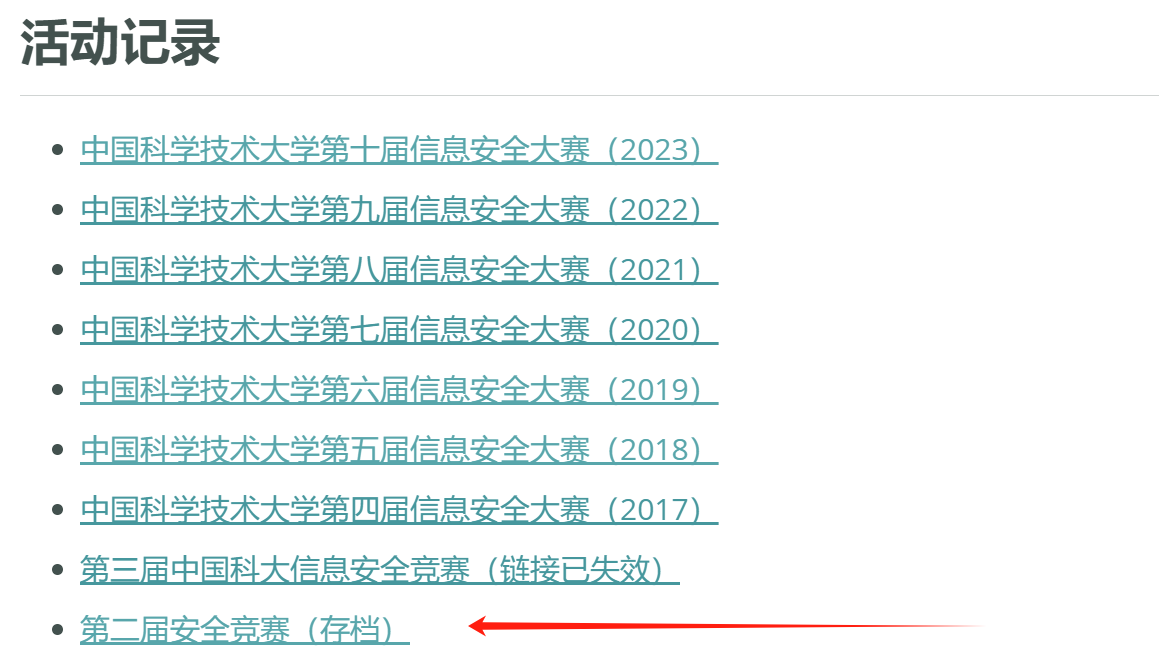 活动记录
中国科学技术大学第十届信息安全大赛（2023）
中国科学技术大学第九届信息安全大赛（2022）
中国科学技术大学第八届信息安全大赛（2021）
中国科学技术大学第七届信息安全大赛（2020）
中国科学技术大学第六届信息安全大赛（2019）
中国科学技术大学第五届信息安全大赛（2018）
中国科学技术大学第四届信息安全大赛（2017）
第三届中国科大信息安全竞赛（链接已失效）
第二届安全竞赛（存档）